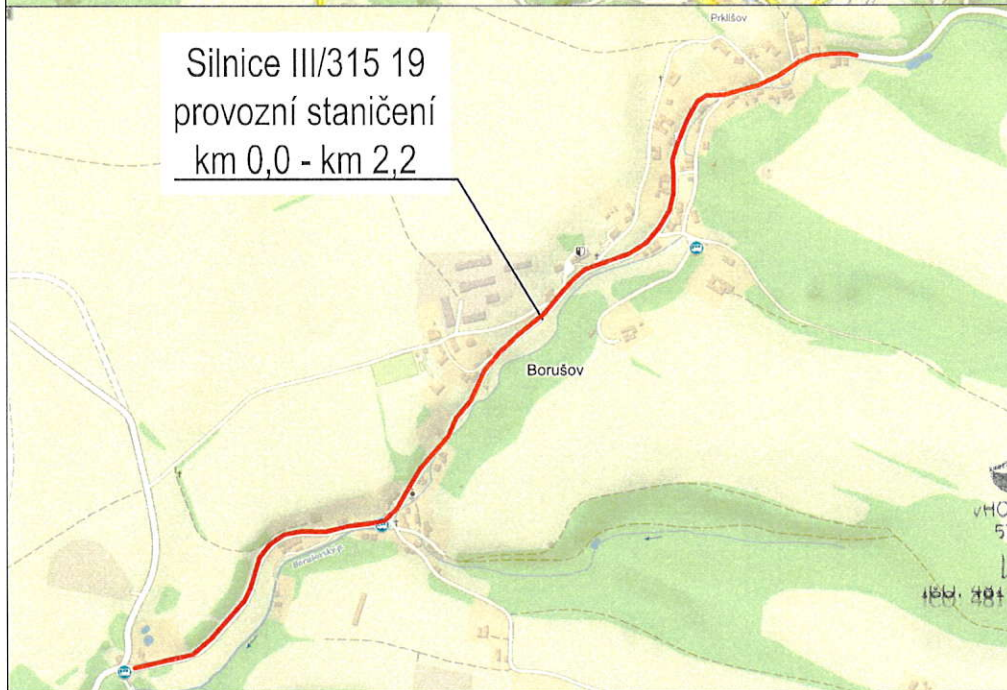 Prklišov
Silnice III/315 19
provozní staničení
km 0,0 - km 2,2
Borušov